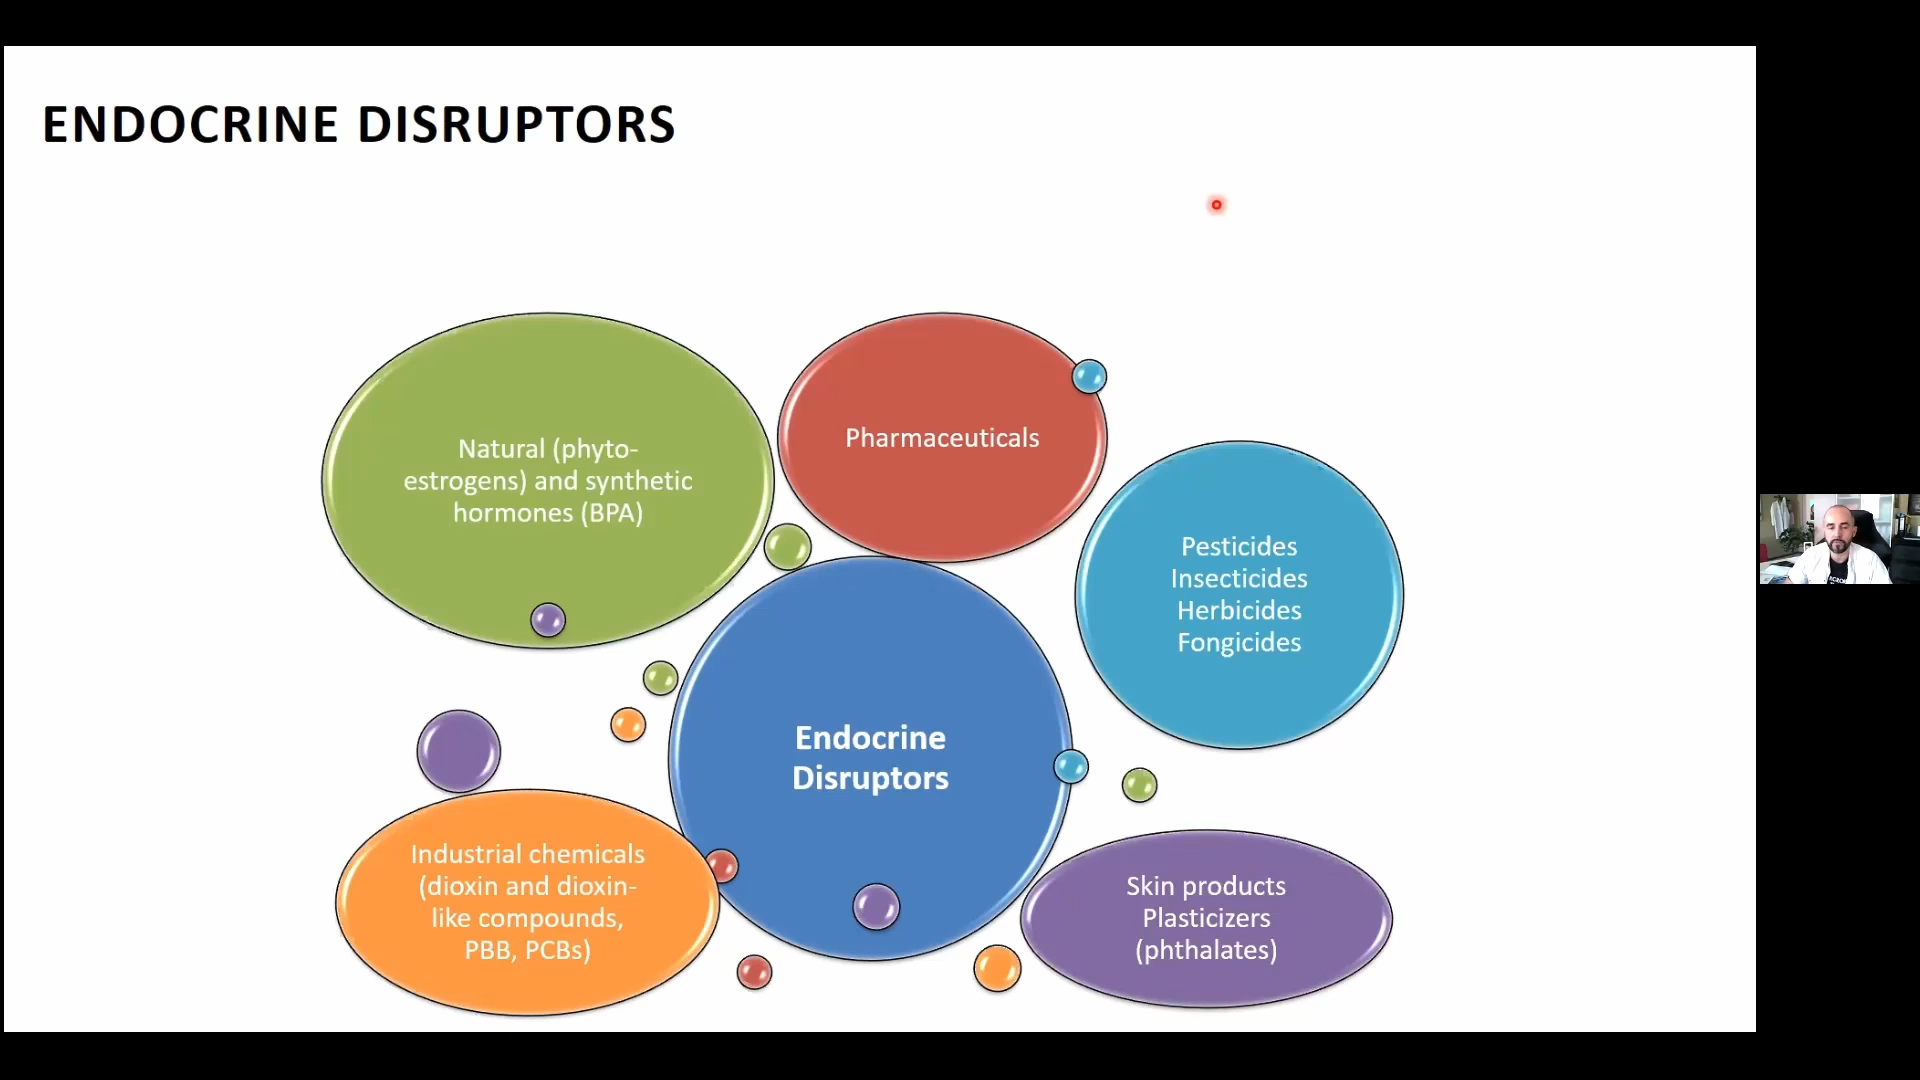 ENDOCRINE DISRUPTORS
Natural (phyto-
estrogens) and synthetic
hormones (BPA)
Pharmaceuticals
Pesticides
Insecticides
Herbicides
Fongicides
Endocrine
Disruptors
Industrial chemicals
(dioxin and dioxin-
like compounds,
PBB, PCBs)
Skin products
Plasticizers
(phthalates)